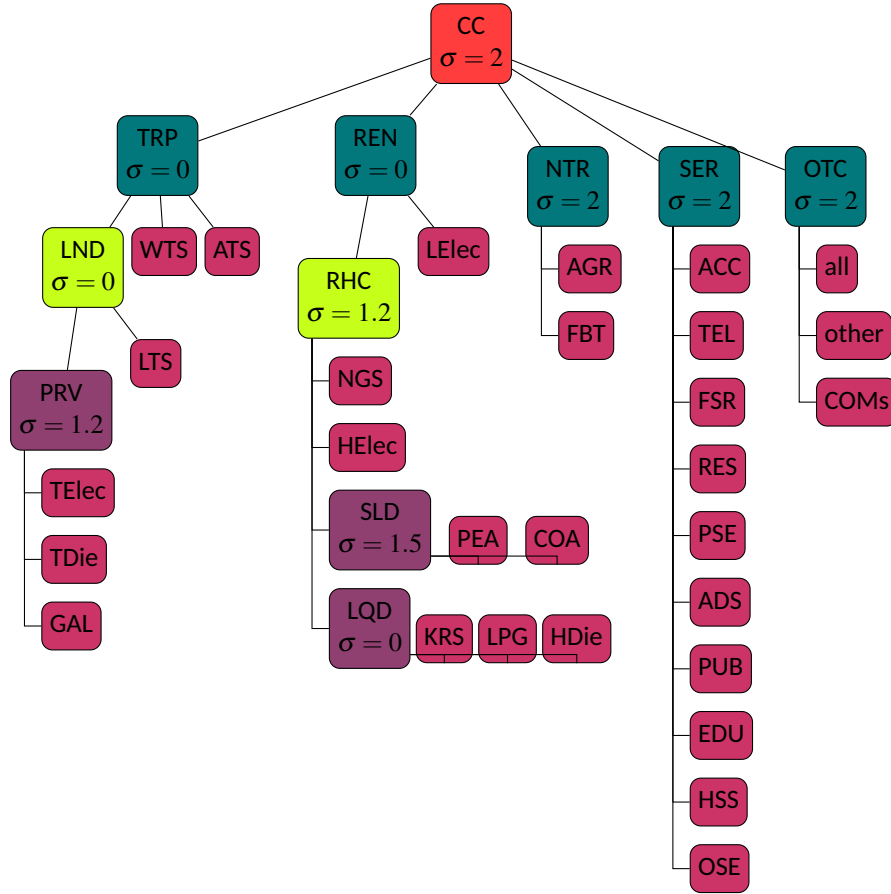 CC
σ = 2
TRP
σ = 0
REN
σ = 0
NTR
σ = 2
SER
σ = 2
OTC
σ = 2
LND
σ = 0
WTS
ATS
RHC
σ = 1.2
LElec
AGR
FBT
ACC
TEL
FSR
RES
PSE
ADS
PUB
EDU
HSS
OSE
all
other
COMs
LTS
PRV
σ = 1.2
TElec
TDie
GAL
NGS
HElec
SLD
σ = 1.5
PEA
COA
LQD
σ = 0
KRS
LPG
HDie